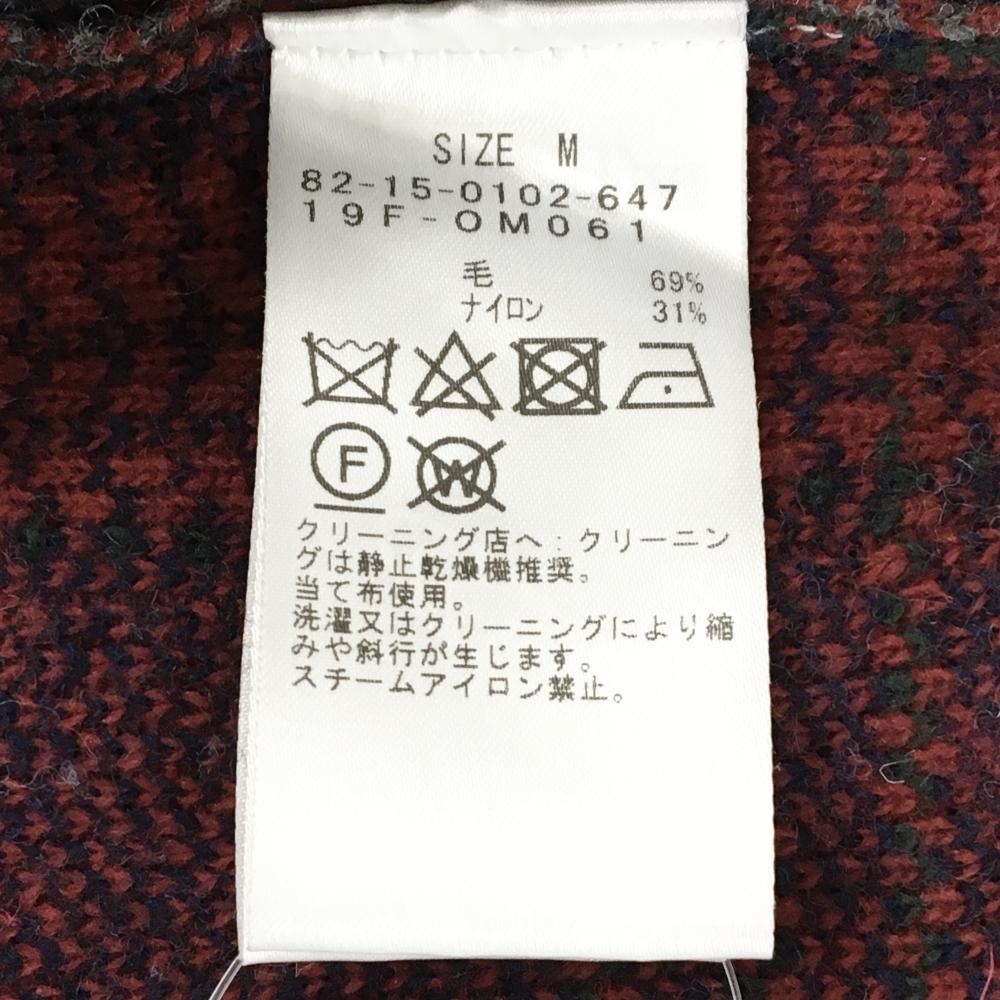 SIZE M
82-15-0102-647
19F-OM061
毛 69%
ナイロン 31%
F W
クリーニング店へ：クリーニン
グは静止乾燥機推奨。
当て布使用。
洗濯又はクリーニングにより縮
みや斜行が生じます。
スチームアイロン禁止。